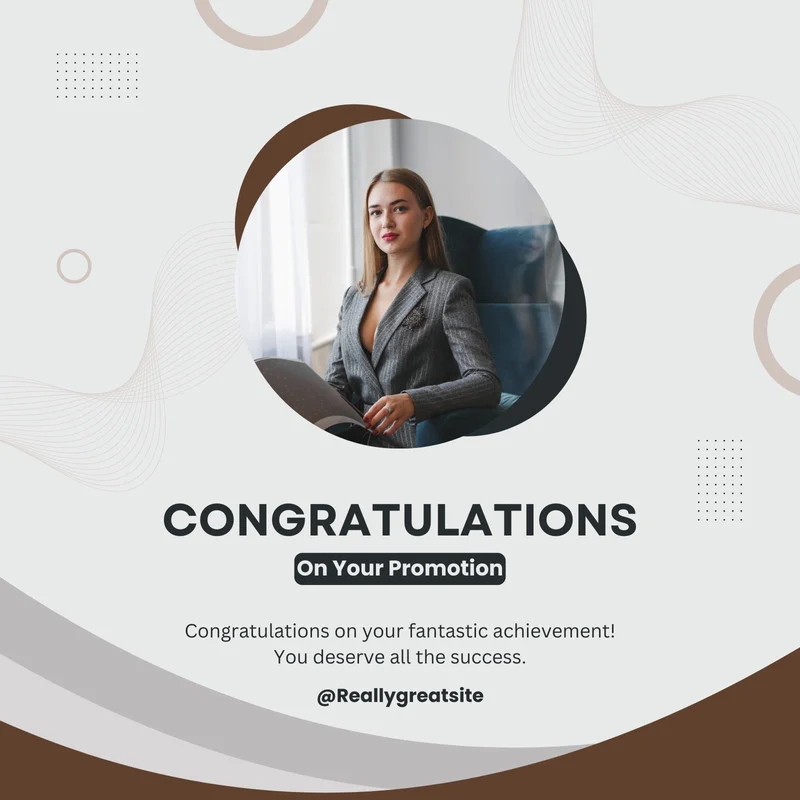 CONGRATULATIONS
On Your Promotion
Congratulations on your fantastic achievement!
You deserve all the success.
@Reallygreatsite